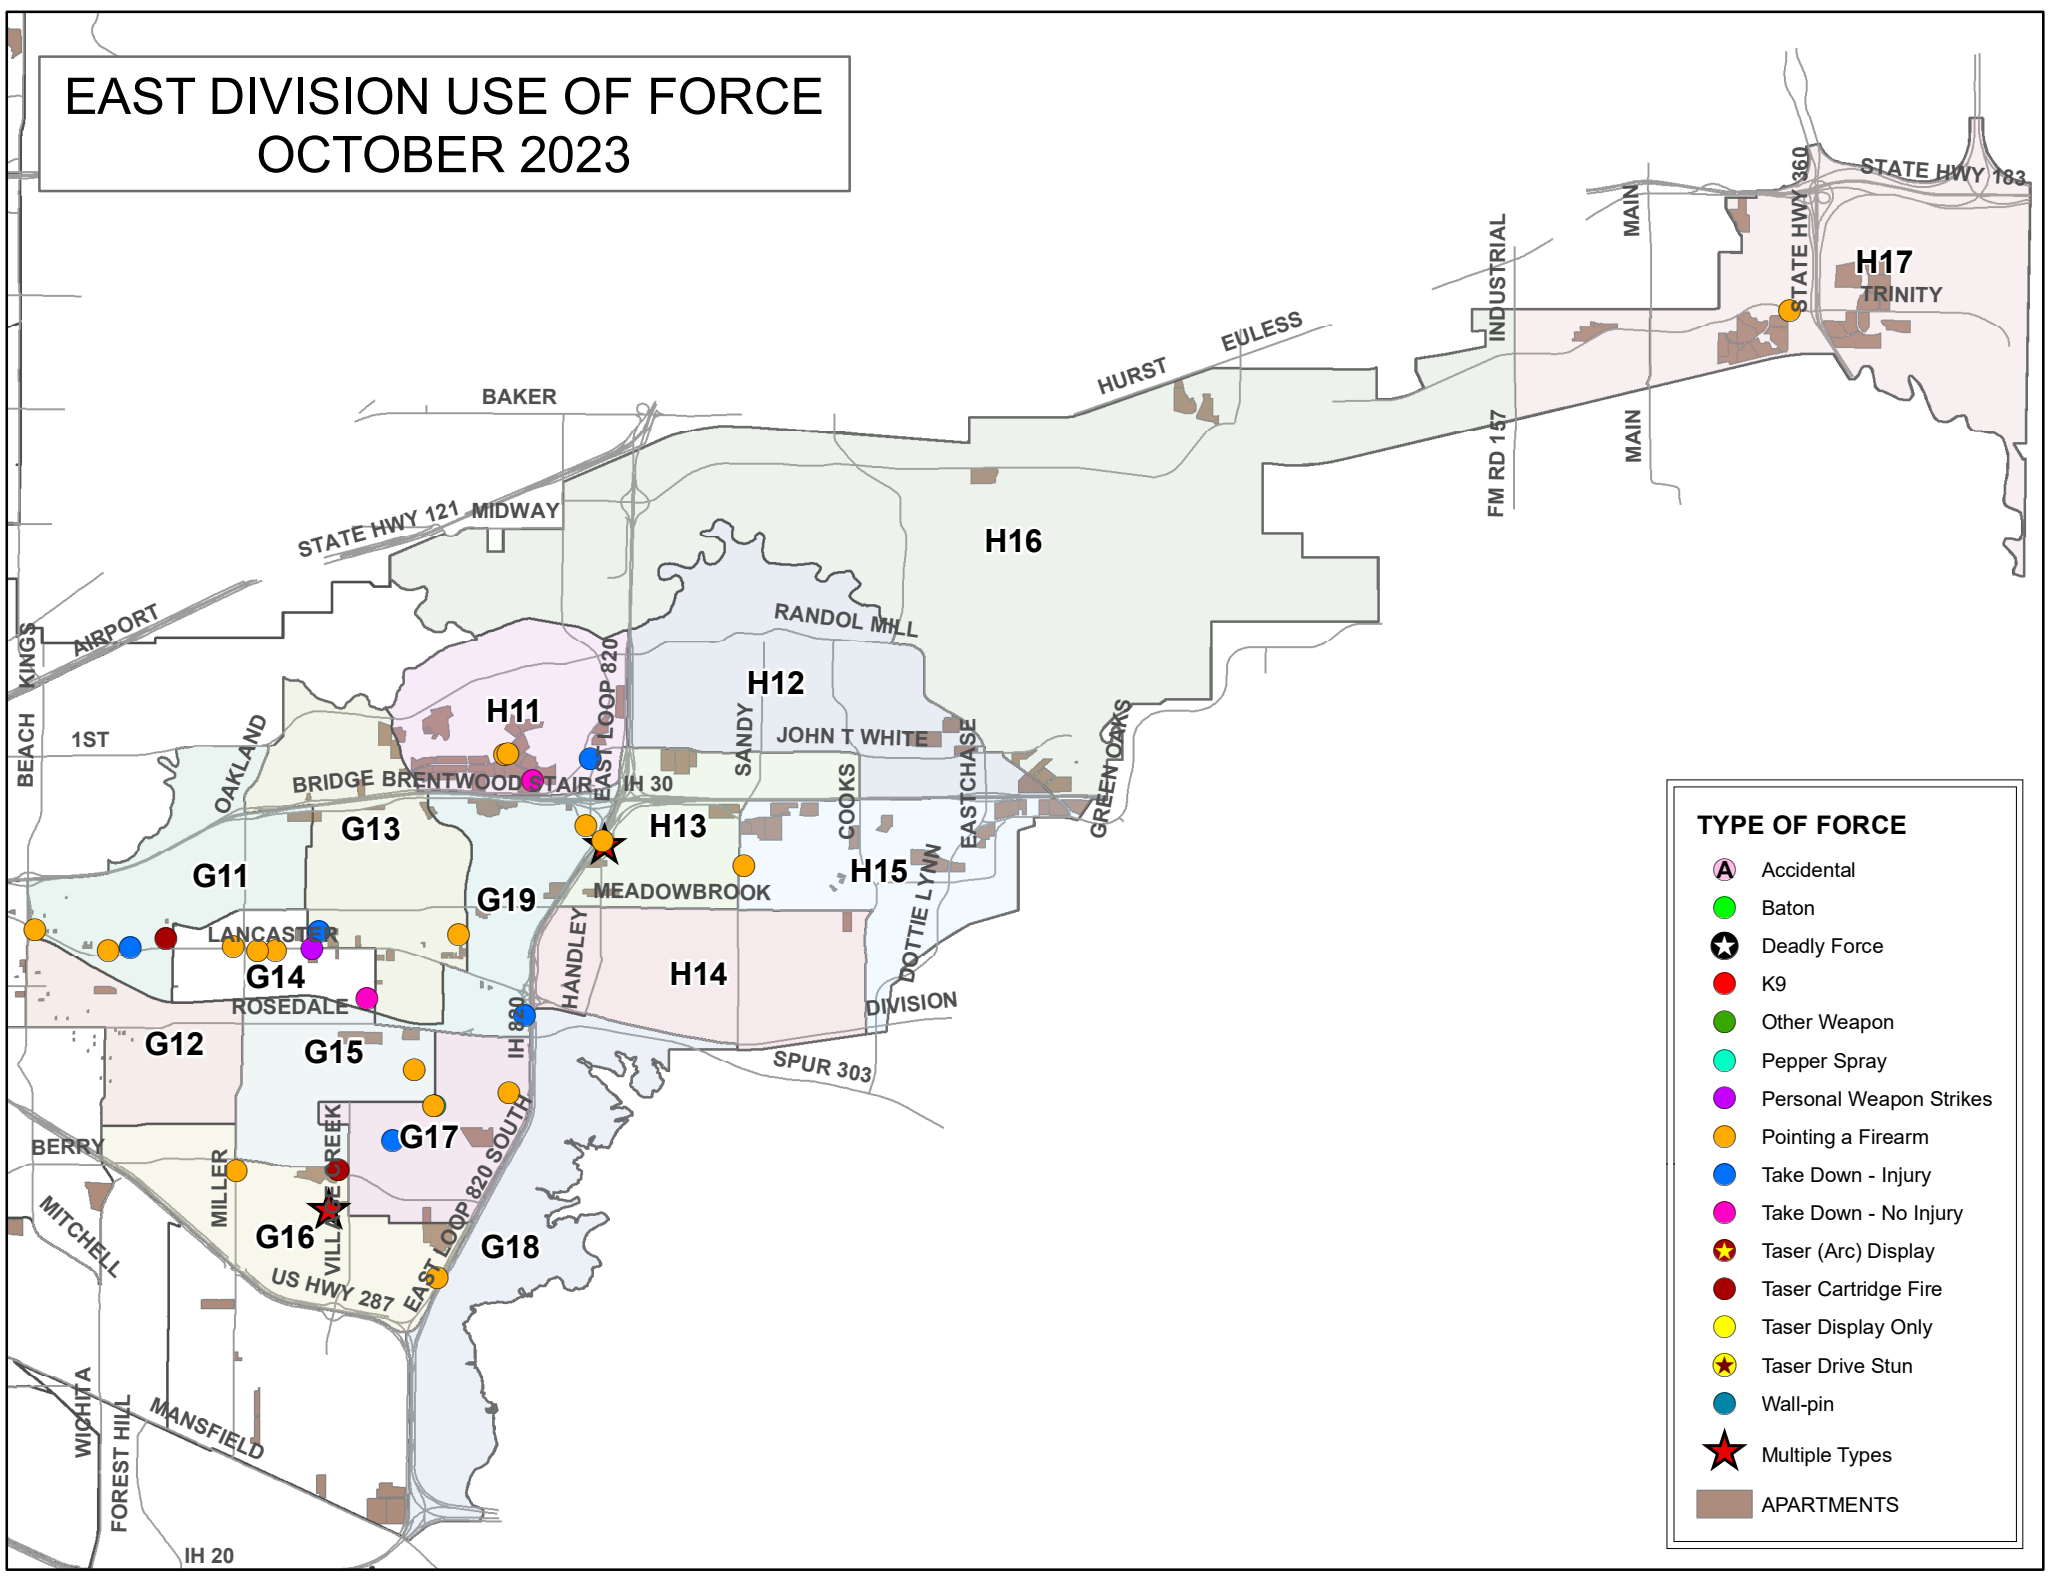 EAST DIVISION USE OF FORCE
OCTOBER 2023
STATE HWY 183
STATE HWY 360
MAIN
INDUSTRIAL
H17
TRINITY
EULESS
HURST
BAKER
MAIN
FM RD 157
STATE HWY 121
MIDWAY
H16
AIRPORT
KINGS
RANDOL MILL
EAST LOOP 820
H12
H11
BEACH
1ST
OAKLAND
SANDY
JOHN T WHITE
EASTCHASE
GREEN OAKS
BRIDGE
BRENTWOOD STAIR
IH 30
COOKS
G13
H13
G11
H15
MEADOWBROOK
G19
DOTTIE LYNN
LANCASTER
HANDLEY
H14
G14
ROSEDALE
DIVISION
IH 820
G12
G15
SPUR 303
BERRY
G17
MILLER
VILLAGE CREEK
EAST LOOP 820 SOUTH
MITCHELL
G16
G18
US HWY 287
WICHITA
FOREST HILL
MANSFIELD
IH 20
TYPE OF FORCE
A Accidental
Baton
Deadly Force
K9
Other Weapon
Pepper Spray
Personal Weapon Strikes
Pointing a Firearm
Take Down - Injury
Take Down - No Injury
Taser (Arc) Display
Taser Cartridge Fire
Taser Display Only
Taser Drive Stun
Wall-pin
Multiple Types
APARTMENTS